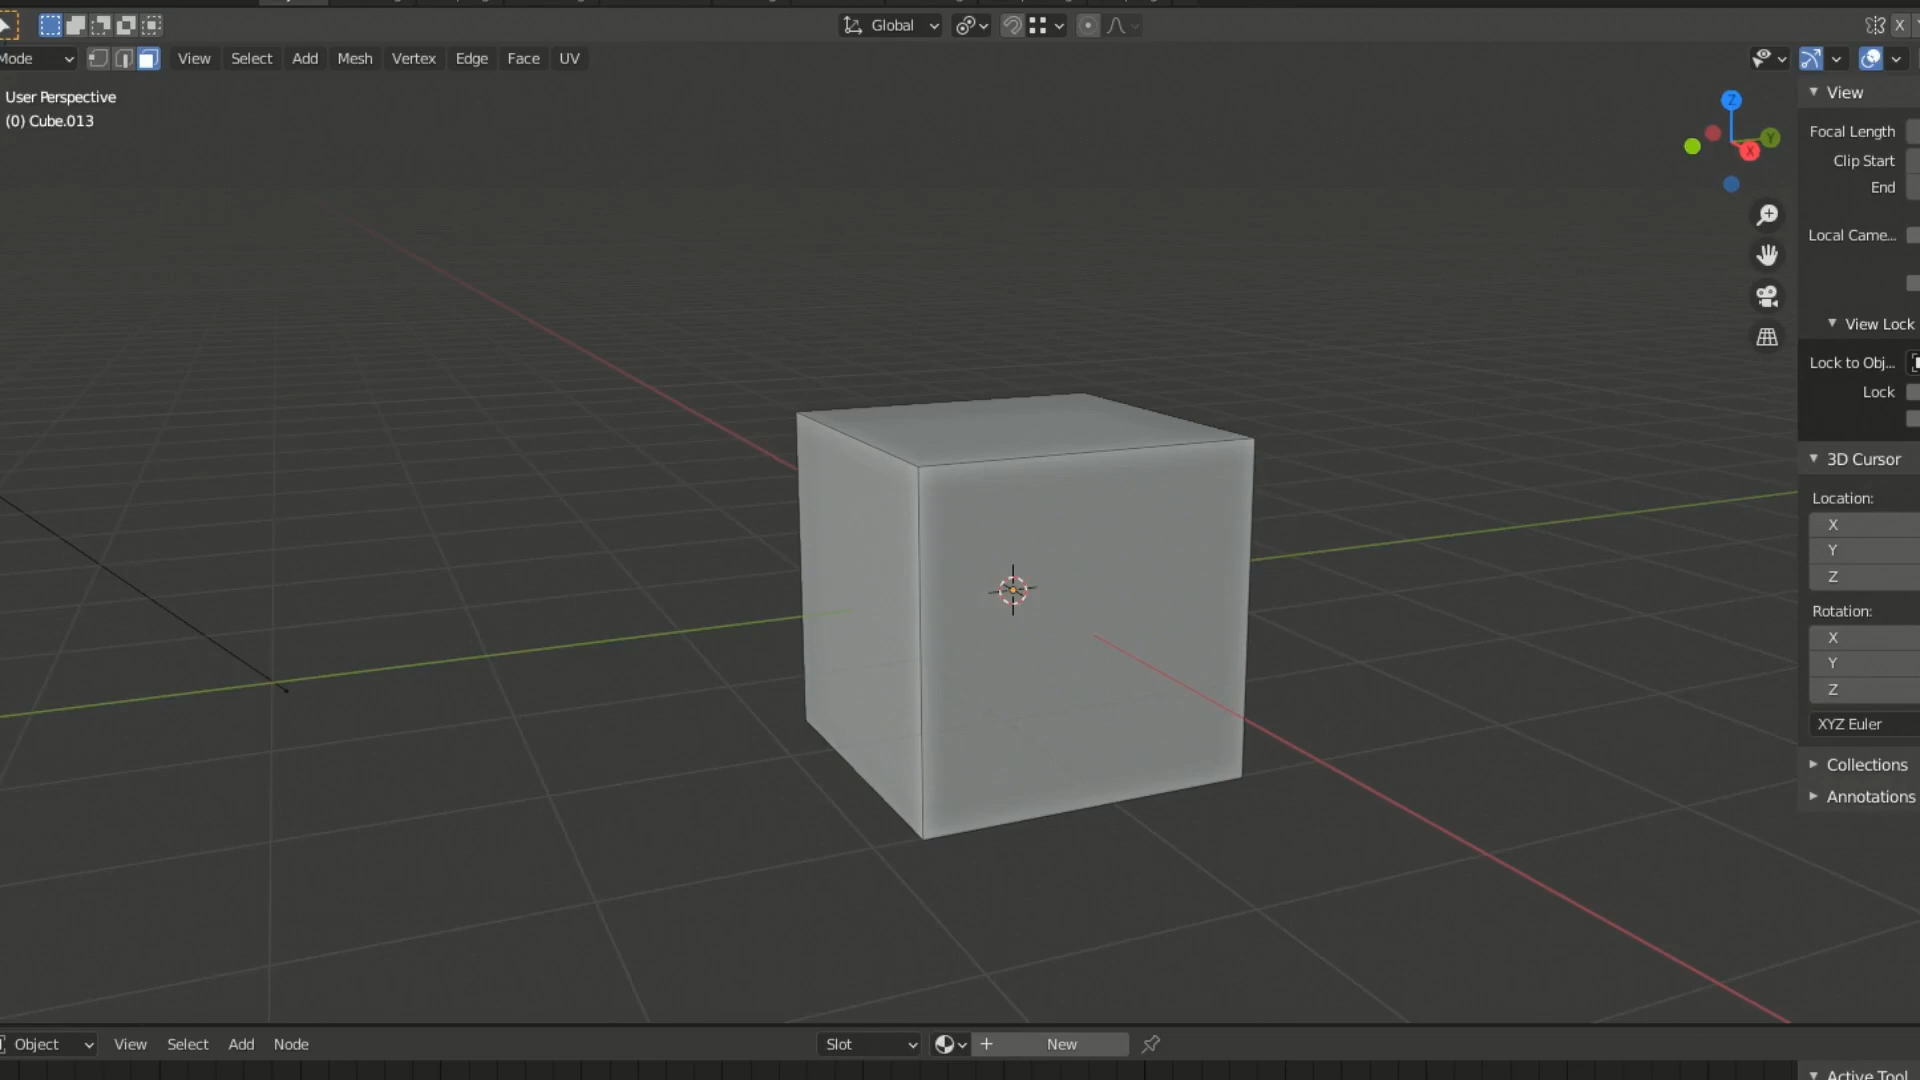 Global
X
Mode
View
Select
Add
Mesh
Vertex
Edge
Face
UV
User Perspective
(0) Cube.013
Z
Y
X
View
Focal Length
Clip Start
End
Local Came...
View Lock
Lock to Obj...
Lock
3D Cursor
Location:
X
Y
Z
Rotation:
X
Y
Z
XYZ Euler
Collections
Annotations
Object
View
Select
Add
Node
Slot
New
Active Tool